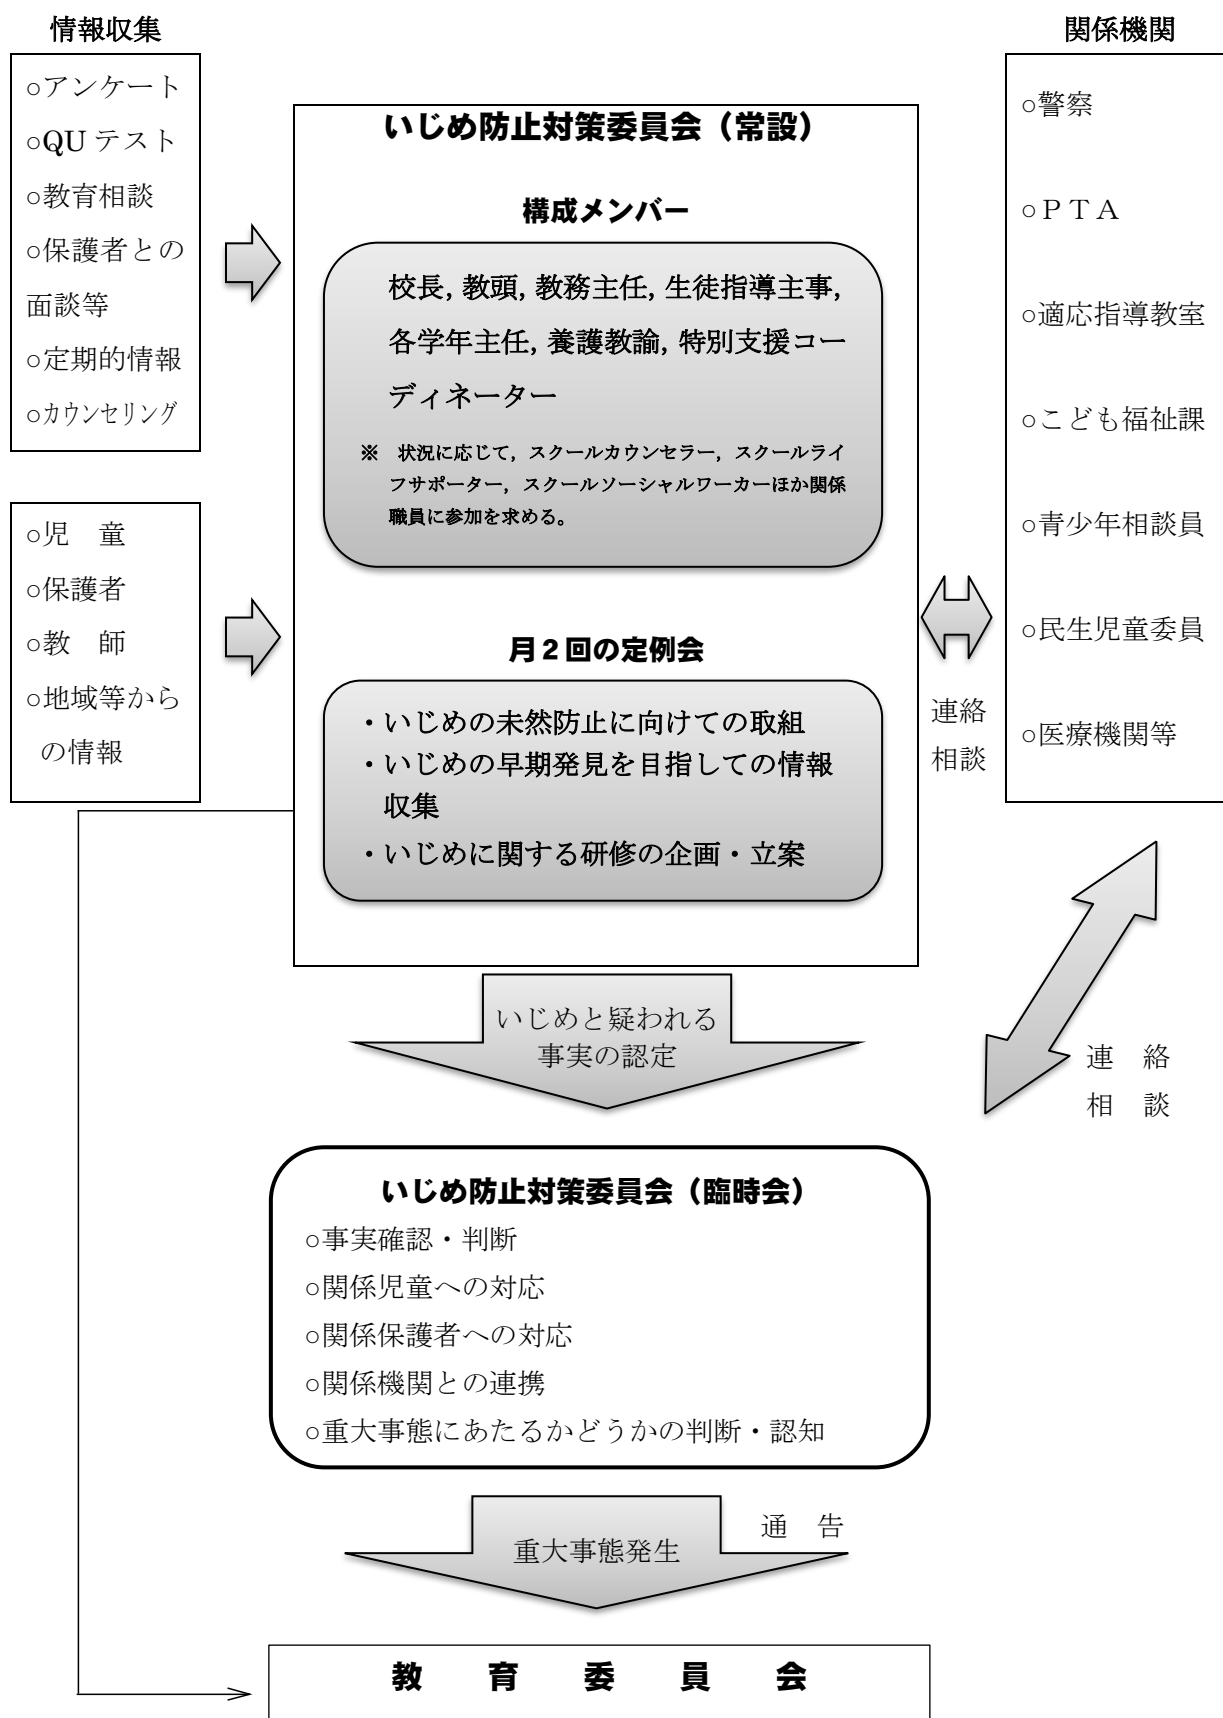 情報収集
○アンケート
○QU テスト
○教育相談
○保護者との
面談等
○定期的情報
○カウンセリング
○児　童
○保護者
○教　師
○地域等から
の情報
いじめ防止対策委員会（常設）
構成メンバー
校長，教頭，教務主任，生徒指導主事，
各学年主任，養護教諭，特別支援コー
ディネーター
※　状況に応じて，スクールカウンセラー，スクールライ
フサポーター，スクールソーシャルワーカーほか関係
職員に参加を求める。
月２回の定例会
・いじめの未然防止に向けての取組
・いじめの早期発見を目指しての情報
収集
・いじめに関する研修の企画・立案
連絡
相談
関係機関
○警察
○ＰＴＡ
○適応指導教室
○こども福祉課
○青少年相談員
○民生児童委員
○医療機関等
いじめと疑われる
事実の認定
連　絡
相　談
いじめ防止対策委員会（臨時会）
○事実確認・判断
○関係児童への対応
○関係保護者への対応
○関係機関との連携
○重大事態にあたるかどうかの判断・認知
重大事態発生
通　告
教　育　委　員　会